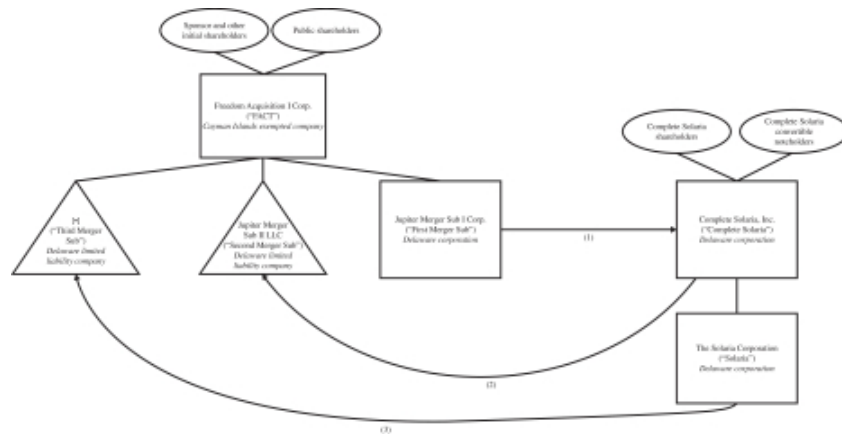 Sponsor and other
initial shareholders
Public shareholders
Freedom Acquisition I Corp.
("FACT")
Cayman Islands exempted company
Complete Solaria
shareholders
Complete Solaria
convertible
noteholders
[•]
("Third Merger
Sub")
Delaware limited
liability company
Jupiter Merger
Sub II LLC
("Second Merger Sub")
Delaware limited
liability company
Jupiter Merger Sub I Corp.
("First Merger Sub")
Delaware corporation
(1)
Complete Solaria, Inc.
("Complete Solaria")
Delaware corporation
The Solaria Corporation
("Solaria")
Delaware corporation
(2)
(3)